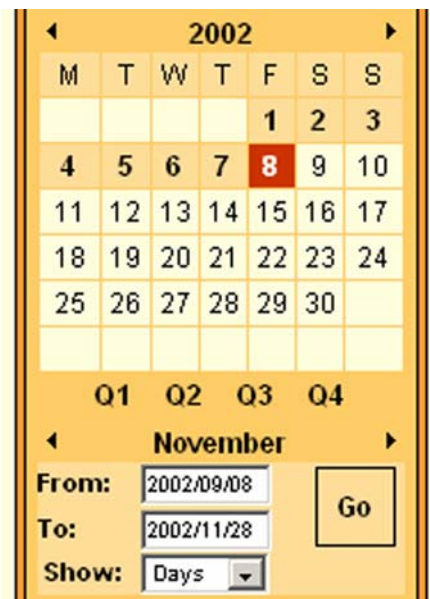 2002
M T W T F S S
1 2 3
4 5 6 7 8 9 10
11 12 13 14 15 16 17
18 19 20 21 22 23 24
25 26 27 28 29 30
Q1 Q2 Q3 Q4
November
From: 2002/09/08
Go
To: 2002/11/28
Show: Days